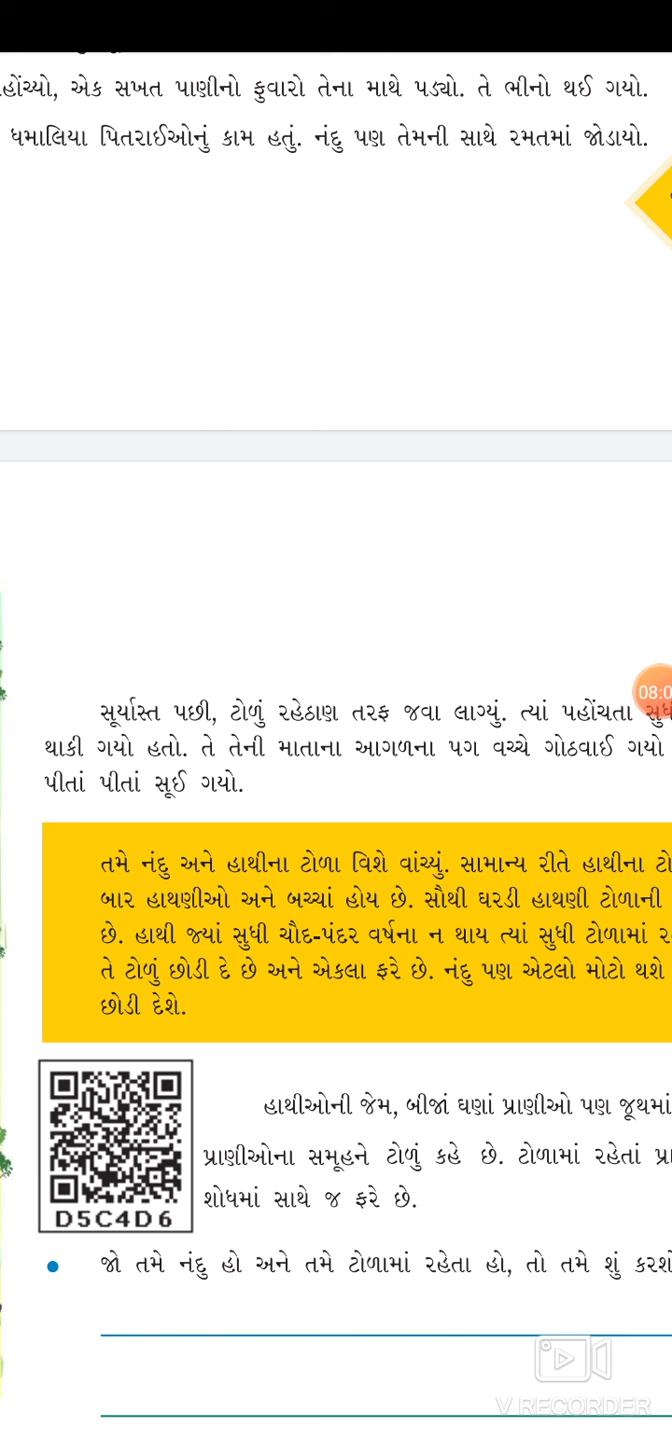 હોંચ્યો, એક સખત પાણીનો ફુવારો તેના માથે પડ્યો. તે ભીનો થઈ ગયો.
ધમાલિયા પિતરાઈઓનું કામ હતું. નંદુ પણ તેમની સાથે રમતમાં જોડાયો.
08:0
સૂર્યાસ્ત પછી, ટોળું રહેઠાણ તરફ જવા લાગ્યું. ત્યાં પહોંચતા
થાકી ગયો હતો. તે તેની માતાના આગળના પગ વચ્ચે ગોઠવાઈ ગયો
પીતાં પીતાં સૂઈ ગયો.
તમે નંદુ અને હાથીના ટોળા વિશે વાંચ્યું. સામાન્ય રીતે હાથીના ટો
બાર હાથણીઓ અને બચ્ચાં હોય છે. સૌથી ઘરડી હાથણી ટોળાની
છે. હાથી જ્યાં સુધી ચૌદ-પંદર વર્ષના ન થાય ત્યાં સુધી ટોળામાં ર
તે ટોળું છોડી દે છે અને એકલા ફરે છે. નંદુ પણ એટલો મોટો થશે
છોડી દેશે.
હાથીઓની જેમ, બીજાં ઘણાં પ્રાણીઓ પણ જૂથમાં
પ્રાણીઓના સમૂહને ટોળું કહે છે. ટોળામાં રહેતાં પ્રા
શોધમાં સાથે જ ફરે છે.
D5C4D6
• જો તમે નંદુ હો અને તમે ટોળામાં રહેતા હો, તો તમે શું કરશો
V RECORDER